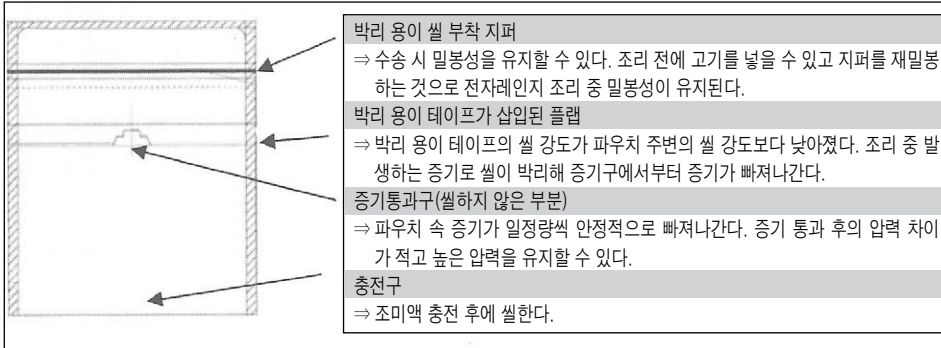 박리 용이 씰 부착 지퍼
⇒ 수송 시 밀봉성을 유지할 수 있다. 조리 전에 고기를 넣을 수 있고 지퍼를 재밀봉
하는 것으로 전자레인지 조리 중 밀봉성이 유지된다.
박리 용이 테이프가 삽입된 플랩
⇒ 박리 용이 테이프의 씰 강도가 파우치 주변의 씰 강도보다 낮아졌다. 조리 중 발
생하는 증기로 씰이 박리해 증기구에서부터 증기가 빠져나간다.
증기통과구(씰하지 않은 부분)
⇒ 파우치 속 증기가 일정량씩 안정적으로 빠져나간다. 증기 통과 후의 압력 차이
가 적고 높은 압력을 유지할 수 있다.
충전구
⇒ 조미액 충전 후에 씰한다.